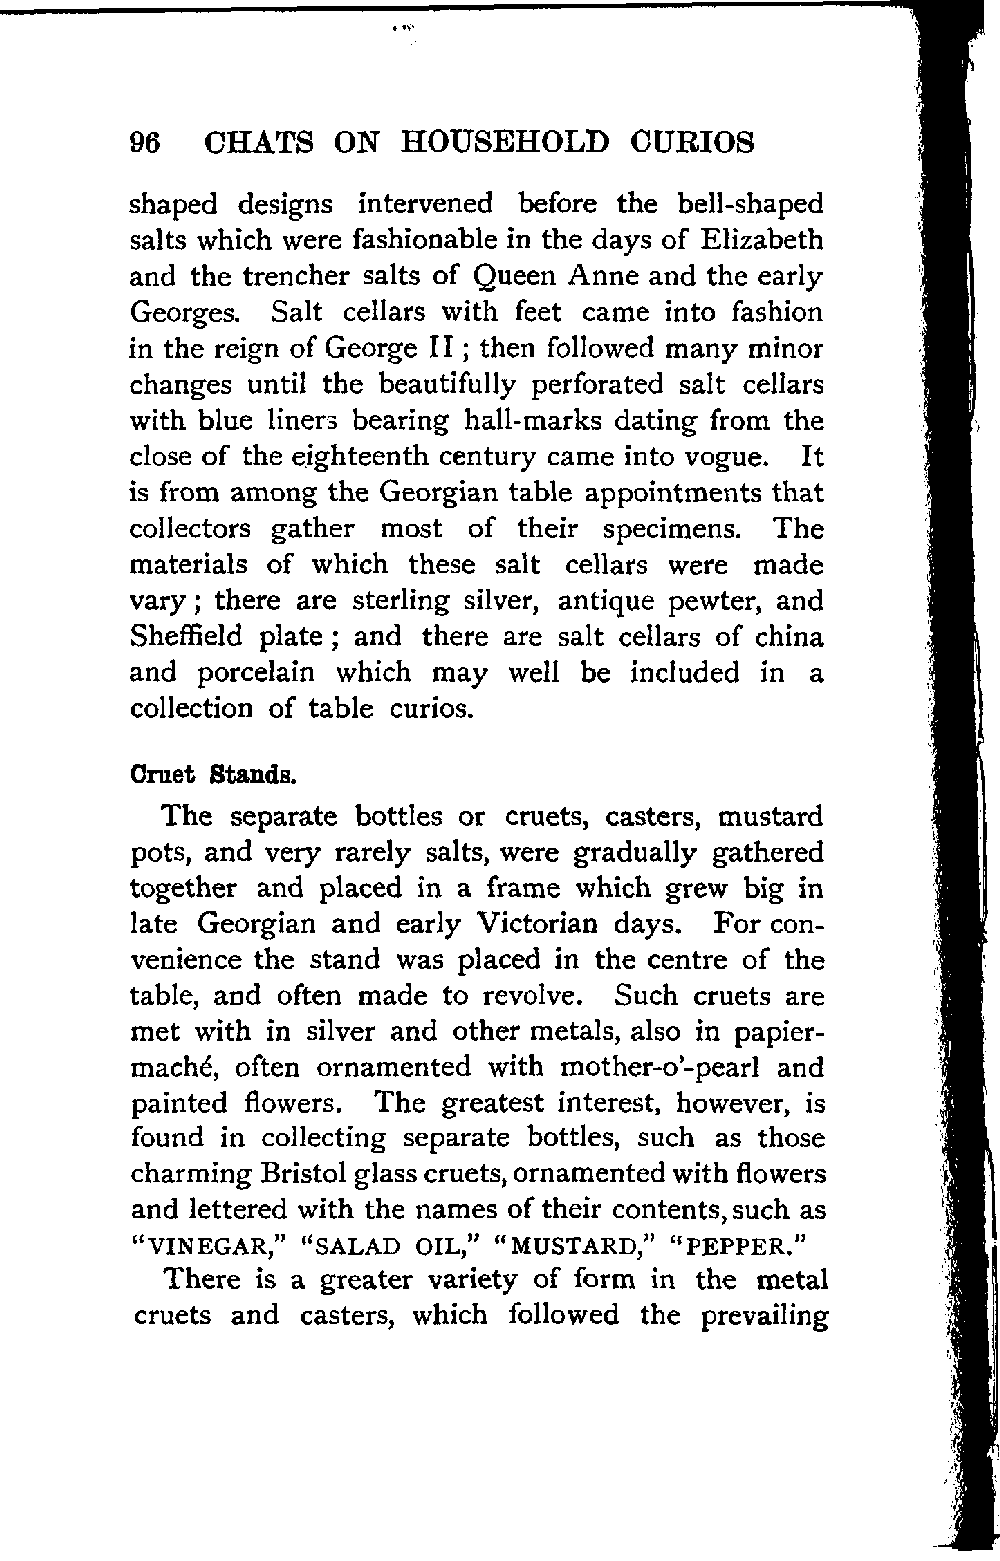 96 CHATS ON HOUSEHOLD CURIOS
shaped designs intervened before the bell-shaped
salts which were fashionable in the days of Elizabeth
and the trencher salts of Queen Anne and the early
Georges. Salt cellars with feet came into fashion
in the reign of George II ; then followed many minor
changes until the beautifully perforated salt cellars
with blue liners bearing hall-marks dating from the
close of the eighteenth century came into vogue. It
is from among the Georgian table appointments that
collectors gather most of their specimens. The
materials of which these salt cellars were made
vary ; there are sterling silver, antique pewter, and
Sheffield plate ; and there are salt cellars of china
and porcelain which may well be included in a
collection of table curios.
Cruet Stands.
The separate bottles or cruets, casters, mustard
pots, and very rarely salts, were gradually gathered
together and placed in a frame which grew big in
late Georgian and early Victorian days. For con-
venience the stand was placed in the centre of the
table, and often made to revolve. Such cruets are
met with in silver and other metals, also in papier-
maché, often ornamented with mother-o'-pearl and
painted flowers. The greatest interest, however, is
found in collecting separate bottles, such as those
charming Bristol glass cruets, ornamented with flowers
and lettered with the names of their contents, such as
"VINEGAR," "SALAD OIL," "MUSTARD," "PEPPER."
There is a greater variety of form in the metal
cruets and casters, which followed the prevailing